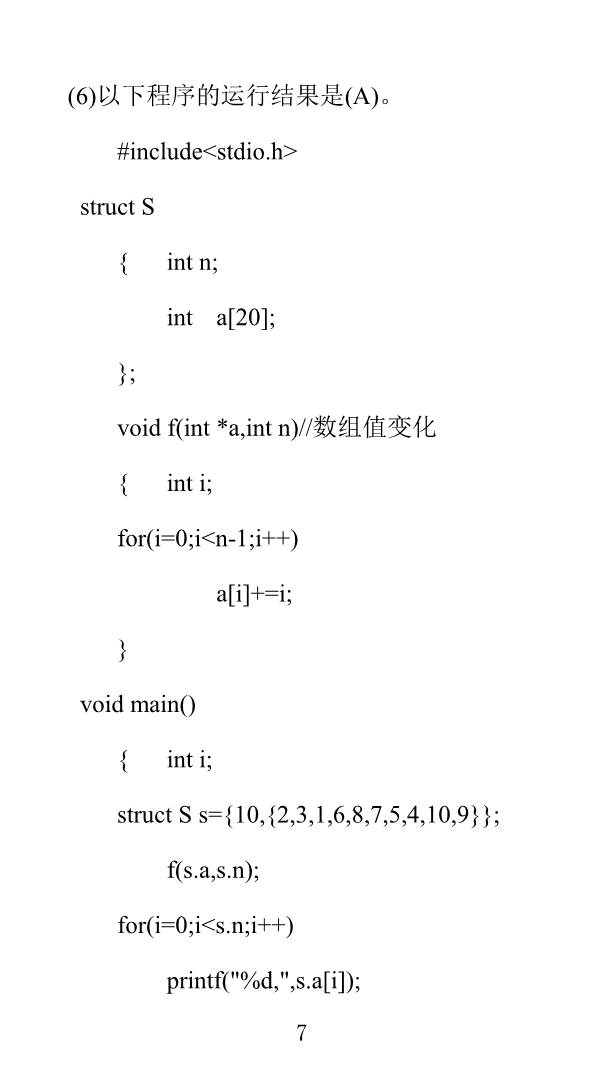 (6)以下程序的运行结果是(A)。
#include<stdio.h>
struct S
{ int n;
int a[20];
};
void f(int *a,int n)//数组值变化
{ int i;
for(i=0;i<n-1;i++)
a[i]+=i;
}
void main()
{ int i;
struct S s={10,{2,3,1,6,8,7,5,4,10,9}};
f(s.a,s.n);
for(i=0;i<s.n;i++)
printf("%d,",s.a[i]);
7